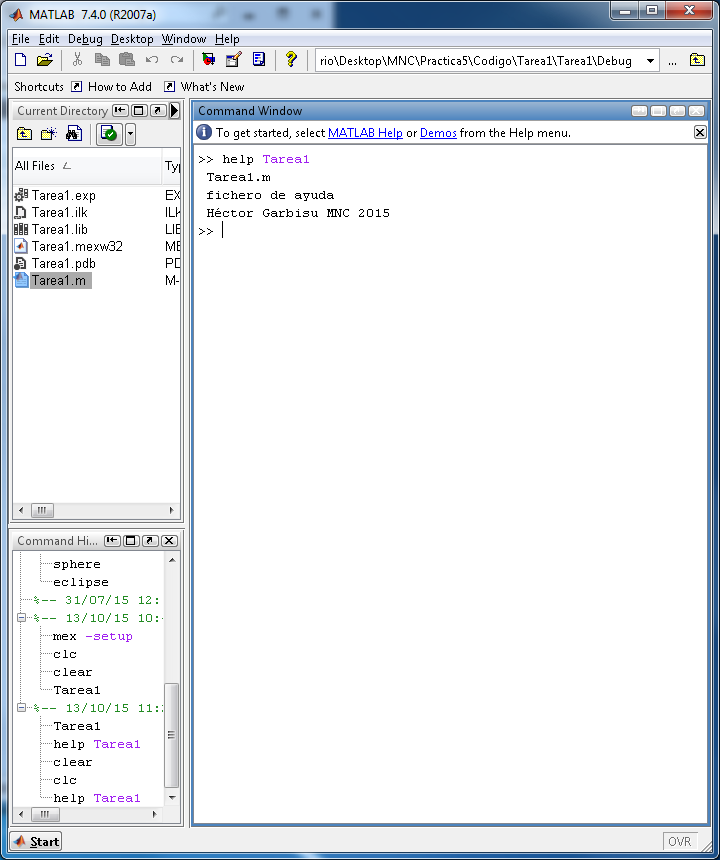 MATLAB 7.4.0 (R2007a)
File Edit Debug Desktop Window Help
rio\Desktop\MNC\Practica5\Codigo\Tarea1\Tarea1\Debug ...
Shortcuts How to Add What's New
Current Directory
All Files Ty
Tarea1.exp EX
Tarea1.ilk ILK
Tarea1.lib LIB
Tarea1.mexw32 ME
Tarea1.pdb PD
Tarea1.m M-
Command Window
To get started, select MATLAB Help or Demos from the Help menu.
>> help Tarea1
Tarea1.m
fichero de ayuda
Héctor Garbisu MNC 2015
>>
Command Hi...
sphere
eclipse
%-- 31/07/15 12:
%-- 13/10/15 10:
mex -setup
clc
clear
Tarea1
%-- 13/10/15 11:
Tarea1
help Tarea1
clear
clc
help Tarea1
Start
OVR